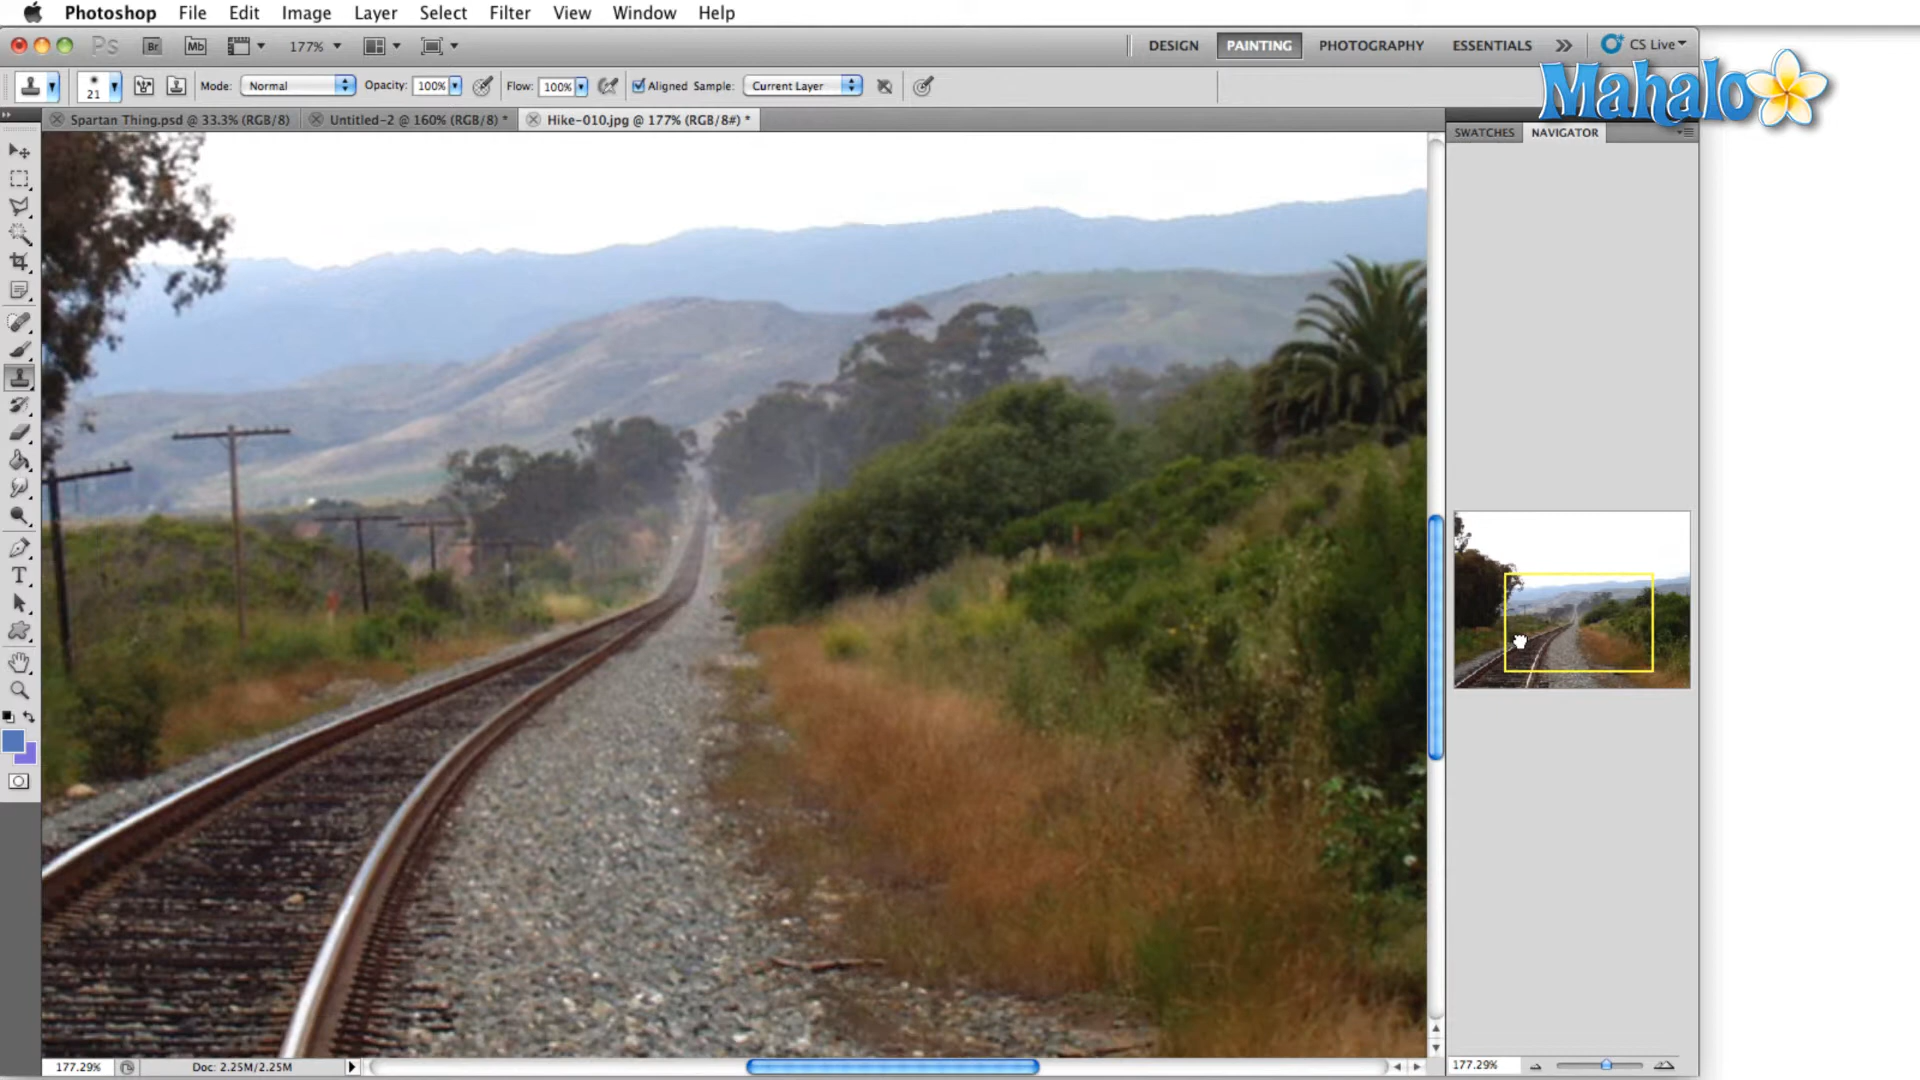 Photoshop File Edit Image Layer Select Filter View Window Help
Ps Br Mb 177% DESIGN PAINTING PHOTOGRAPHY ESSENTIALS CS Live
21 Mode: Normal Opacity: 100% Flow: 100% Aligned Sample: Current Layer
Mahalo
Spartan Thing.psd @ 33.3% (RGB/8) Untitled-2 @ 160% (RGB/8) * Hike-010.jpg @ 177% (RGB/8#) *
SWATCHES NAVIGATOR
T
177.29% Doc: 2.25M/2.25M 177.29%